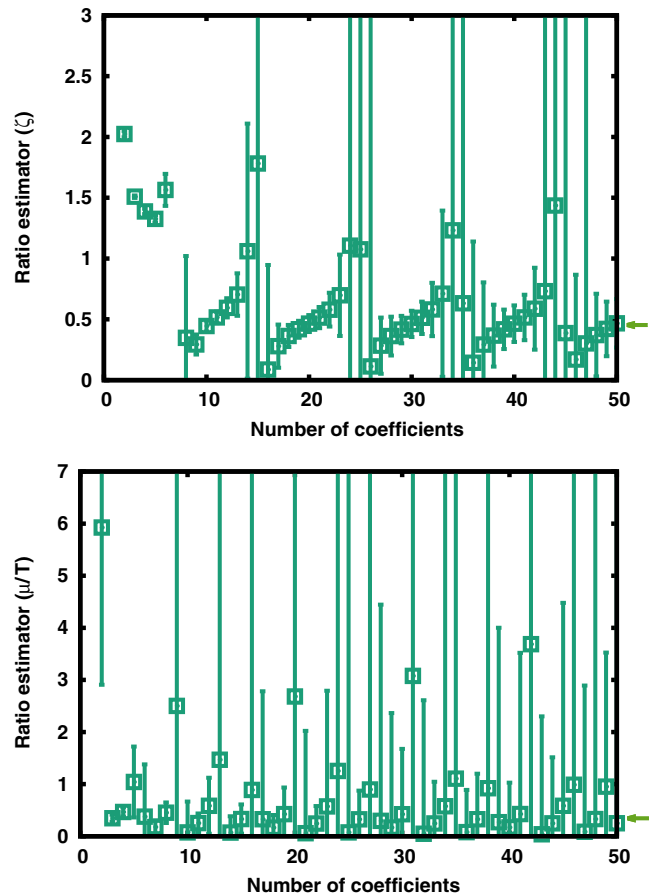 3
2.5
2
1.5
1
0.5
0
0 10 20 30 40 50
Ratio estimator (ζ)
Number of coefficients
7
6
5
4
3
2
1
0
0 10 20 30 40 50
Ratio estimator (μ/T)
Number of coefficients